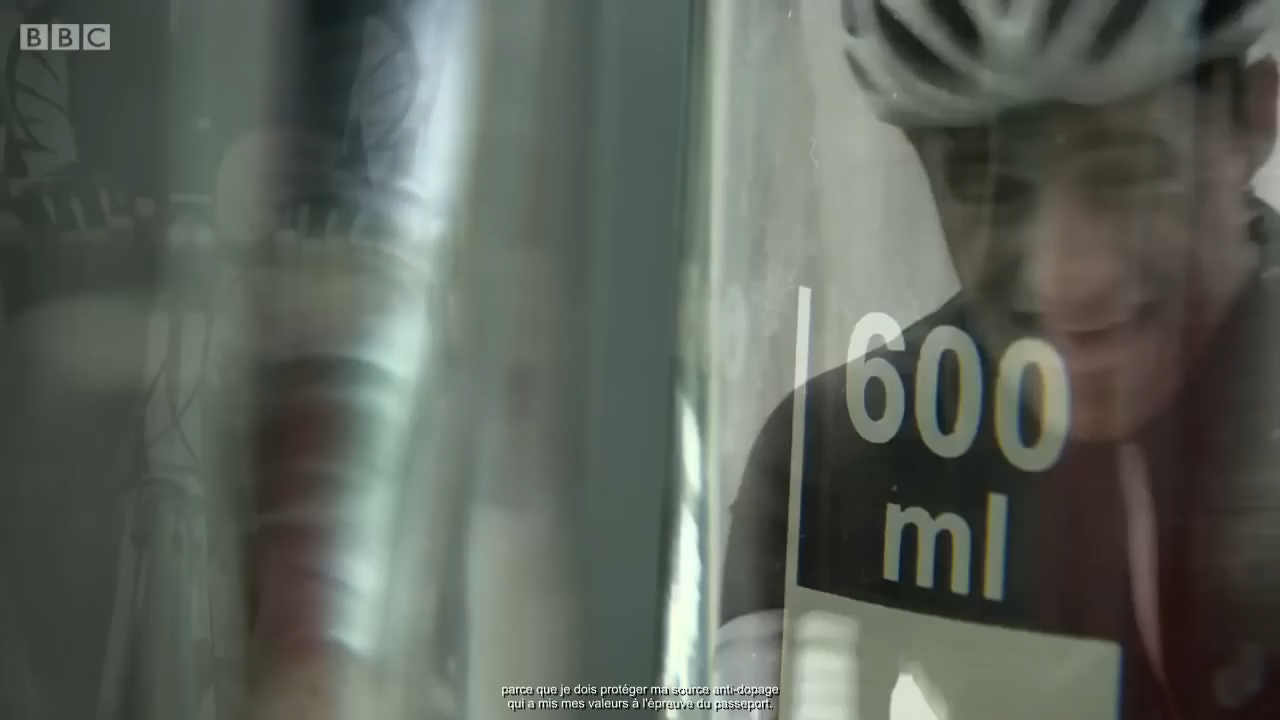 BBC
600
ml
parce que je dois protéger ma source anti-dopage
qui a mis mes valeurs à l'épreuve du passeport.